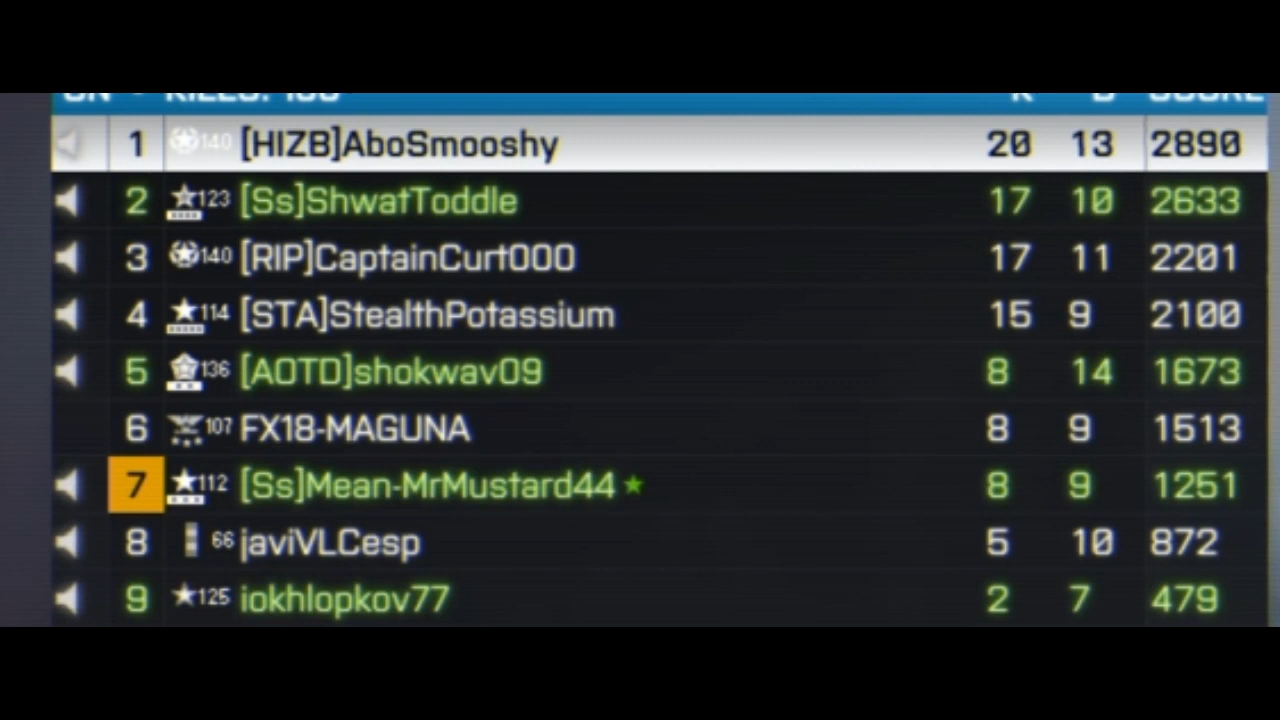 KILLS: 100 K D SCORE
1 140 [HIZB]AboSmooshy 20 13 2890
2 123 [Ss]ShwatToddle 17 10 2633
3 140 [RIP]CaptainCurt000 17 11 2201
4 114 [STA]StealthPotassium 15 9 2100
5 136 [AOTD]shokwav09 8 14 1673
6 107 FX18-MAGUNA 8 9 1513
7 112 [Ss]Mean-MrMustard44 8 9 1251
8 66 javiVLCesp 5 10 872
9 125 iokhlopkov77 2 7 479